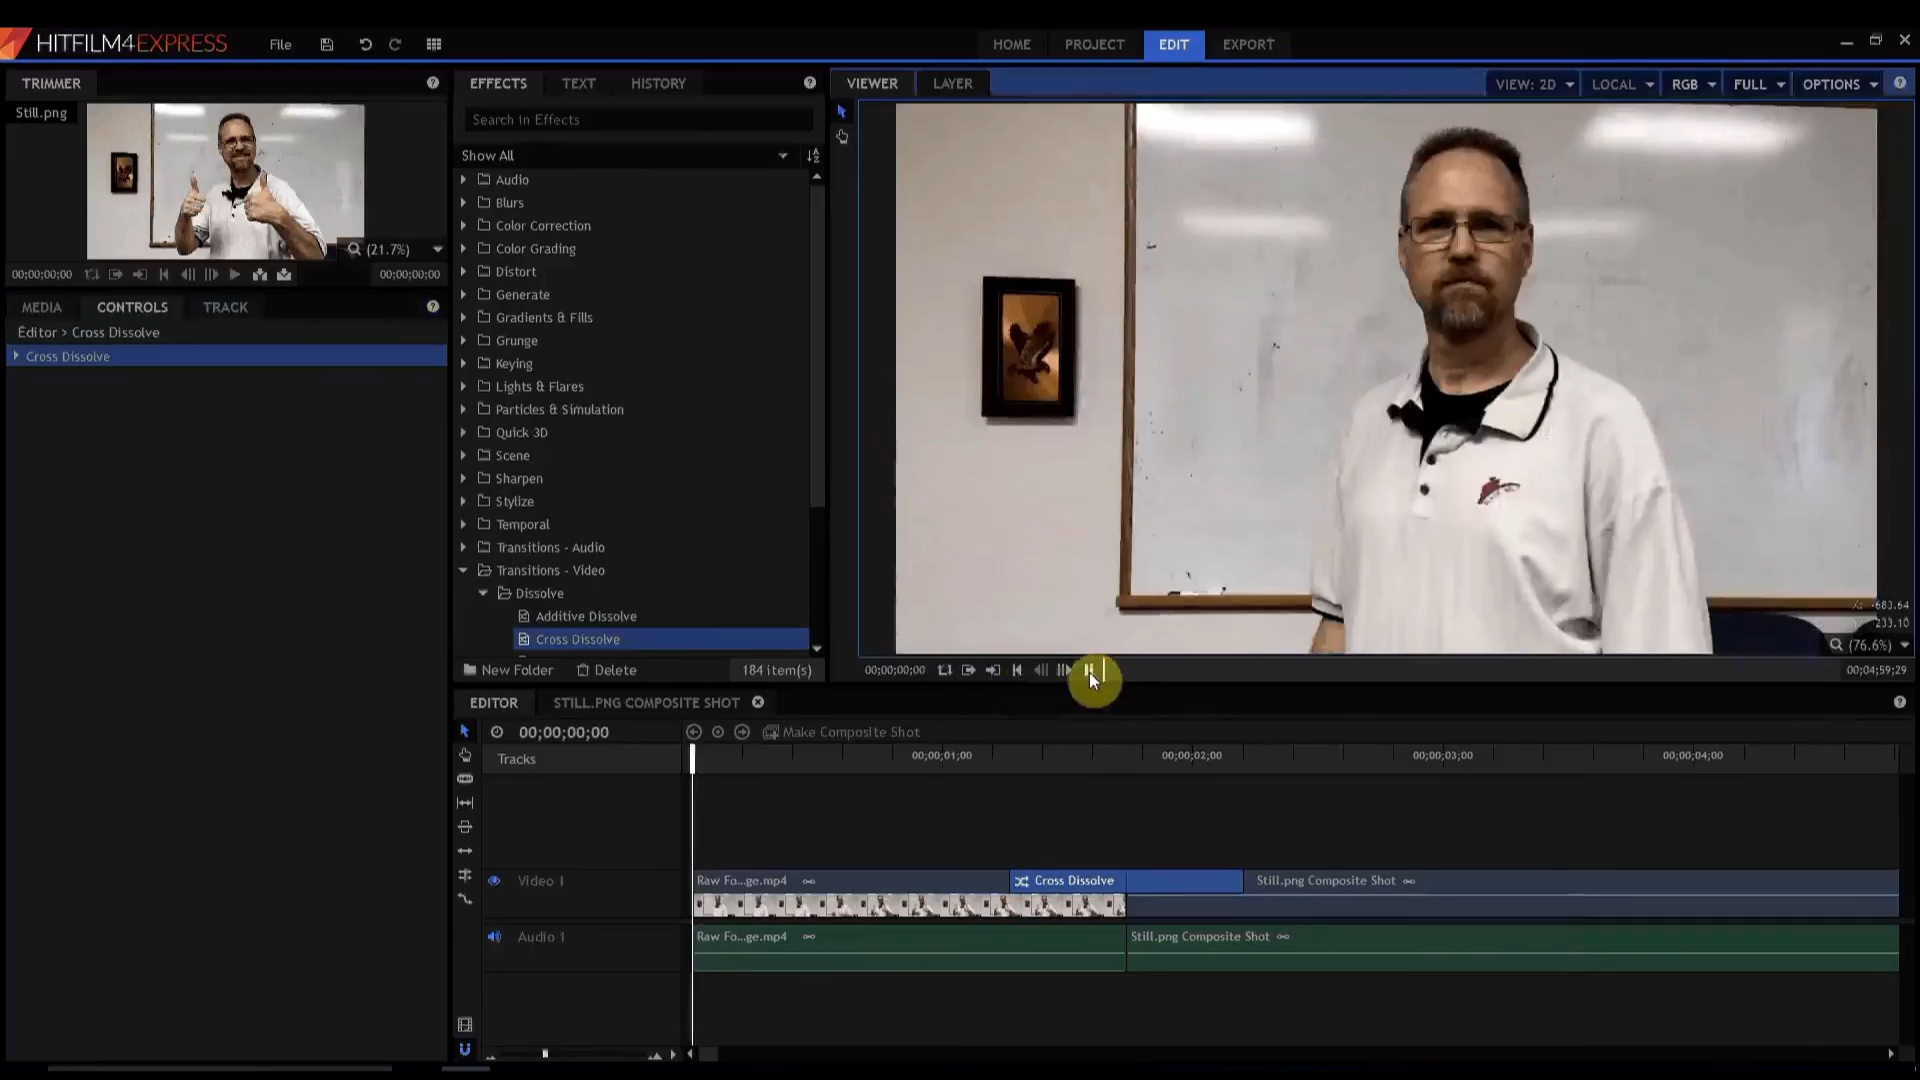 HITFILM4EXPRESS File HOME PROJECT EDIT EXPORT
TRIMMER
Still.png
(21.7%)
00;00;00;00 00;00;00;00
MEDIA CONTROLS TRACK
Editor > Cross Dissolve
Cross Dissolve
EFFECTS TEXT HISTORY
Search in Effects
Show All
Audio
Blurs
Color Correction
Color Grading
Distort
Generate
Gradients & Fills
Grunge
Keying
Lights & Flares
Particles & Simulation
Quick 3D
Scene
Sharpen
Stylize
Temporal
Transitions - Audio
Transitions - Video
Dissolve
Additive Dissolve
Cross Dissolve
New Folder Delete 184 item(s)
VIEWER LAYER VIEW: 2D LOCAL RGB FULL OPTIONS
-683.64
233.10
(76.6%)
00;00;00;00 00;04;59;29
EDITOR STILL.PNG COMPOSITE SHOT
00;00;00;00 Make Composite Shot
Tracks 00;00;01;00 00;00;02;00 00;00;03;00 00;00;04;00
Video 1 Raw Fo...ge.mp4 Cross Dissolve Still.png Composite Shot
Audio 1 Raw Fo...ge.mp4 Still.png Composite Shot